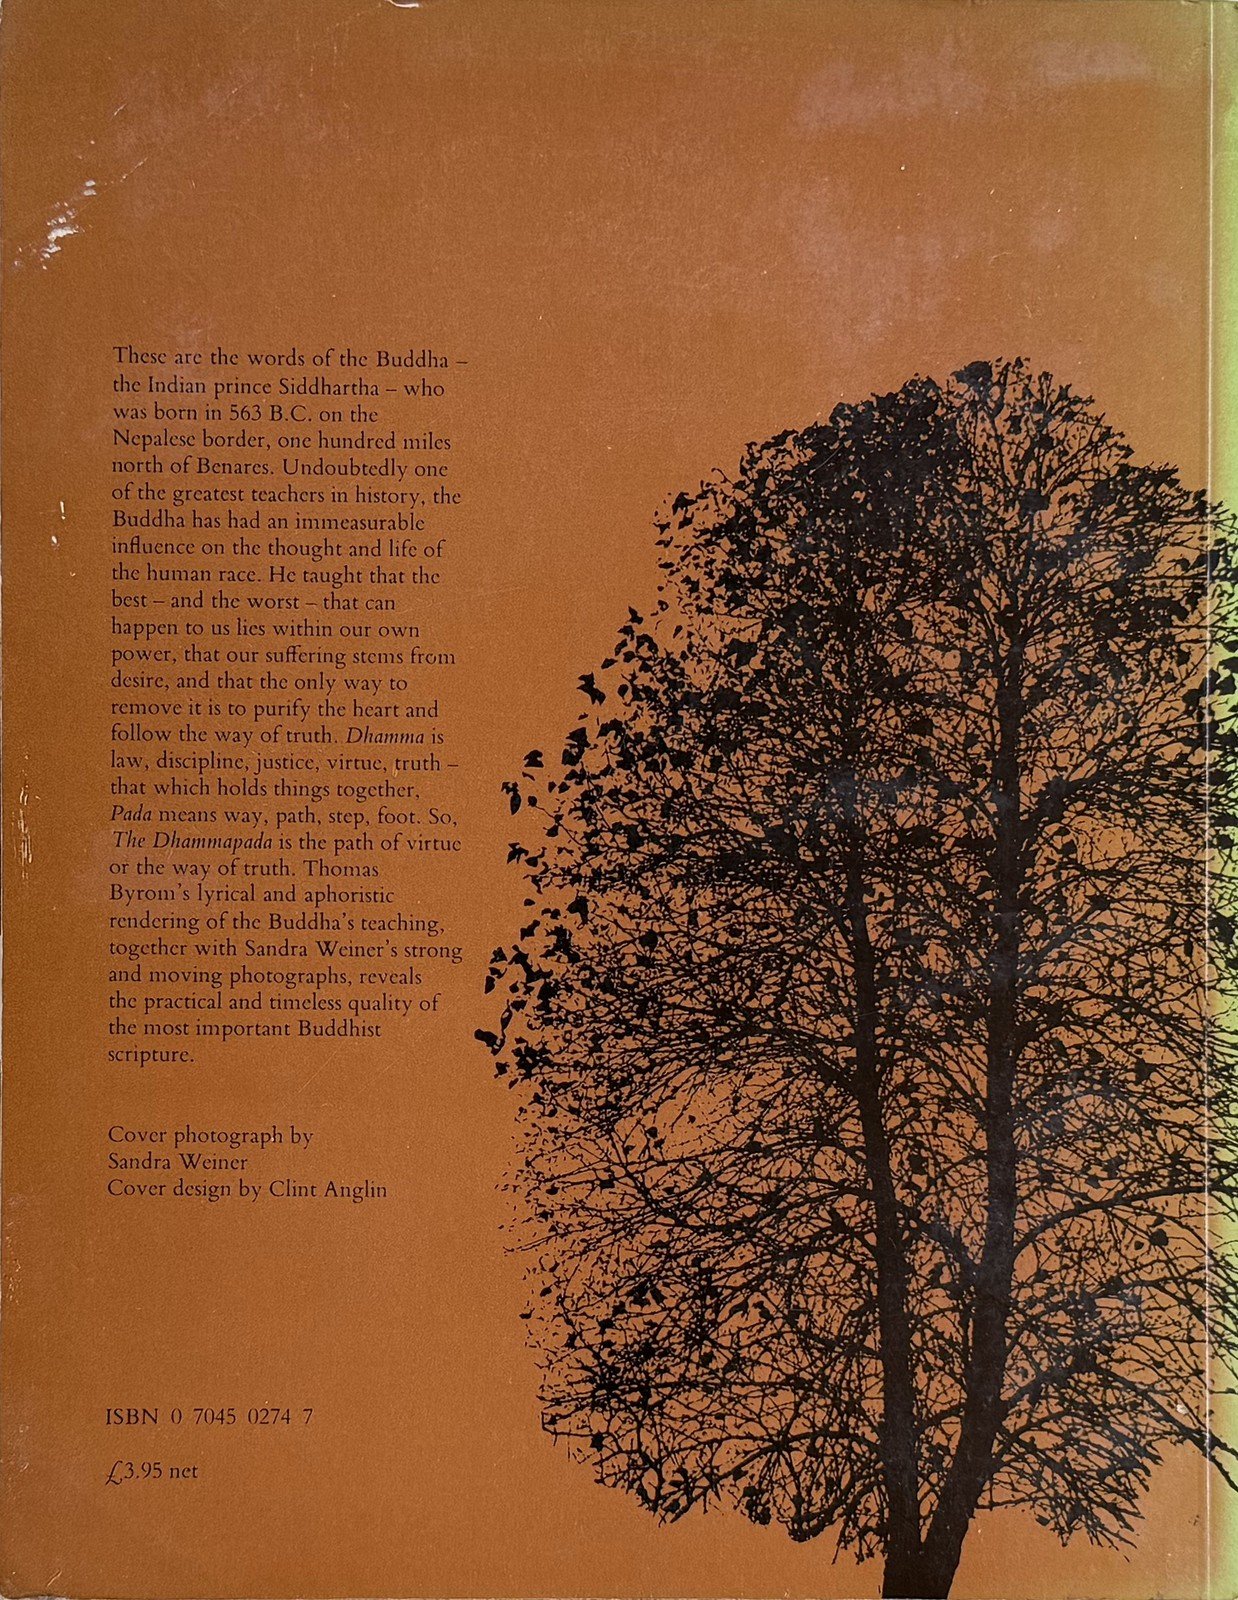 These are the words of the Buddha –
the Indian prince Siddhartha – who
was born in 563 B.C. on the
Nepalese border, one hundred miles
north of Benares. Undoubtedly one
of the greatest teachers in history, the
Buddha has had an immeasurable
influence on the thought and life of
the human race. He taught that the
best – and the worst – that can
happen to us lies within our own
power, that our suffering stems from
desire, and that the only way to
remove it is to purify the heart and
follow the way of truth. Dhamma is
law, discipline, justice, virtue, truth –
that which holds things together.
Pada means way, path, step, foot. So,
The Dhammapada is the path of virtue
or the way of truth. Thomas
Byrom's lyrical and aphoristic
rendering of the Buddha's teaching,
together with Sandra Weiner's strong
and moving photographs, reveals
the practical and timeless quality of
the most important Buddhist
scripture.
Cover photograph by
Sandra Weiner
Cover design by Clint Anglin
ISBN 0 7045 0274 7
£3.95 net